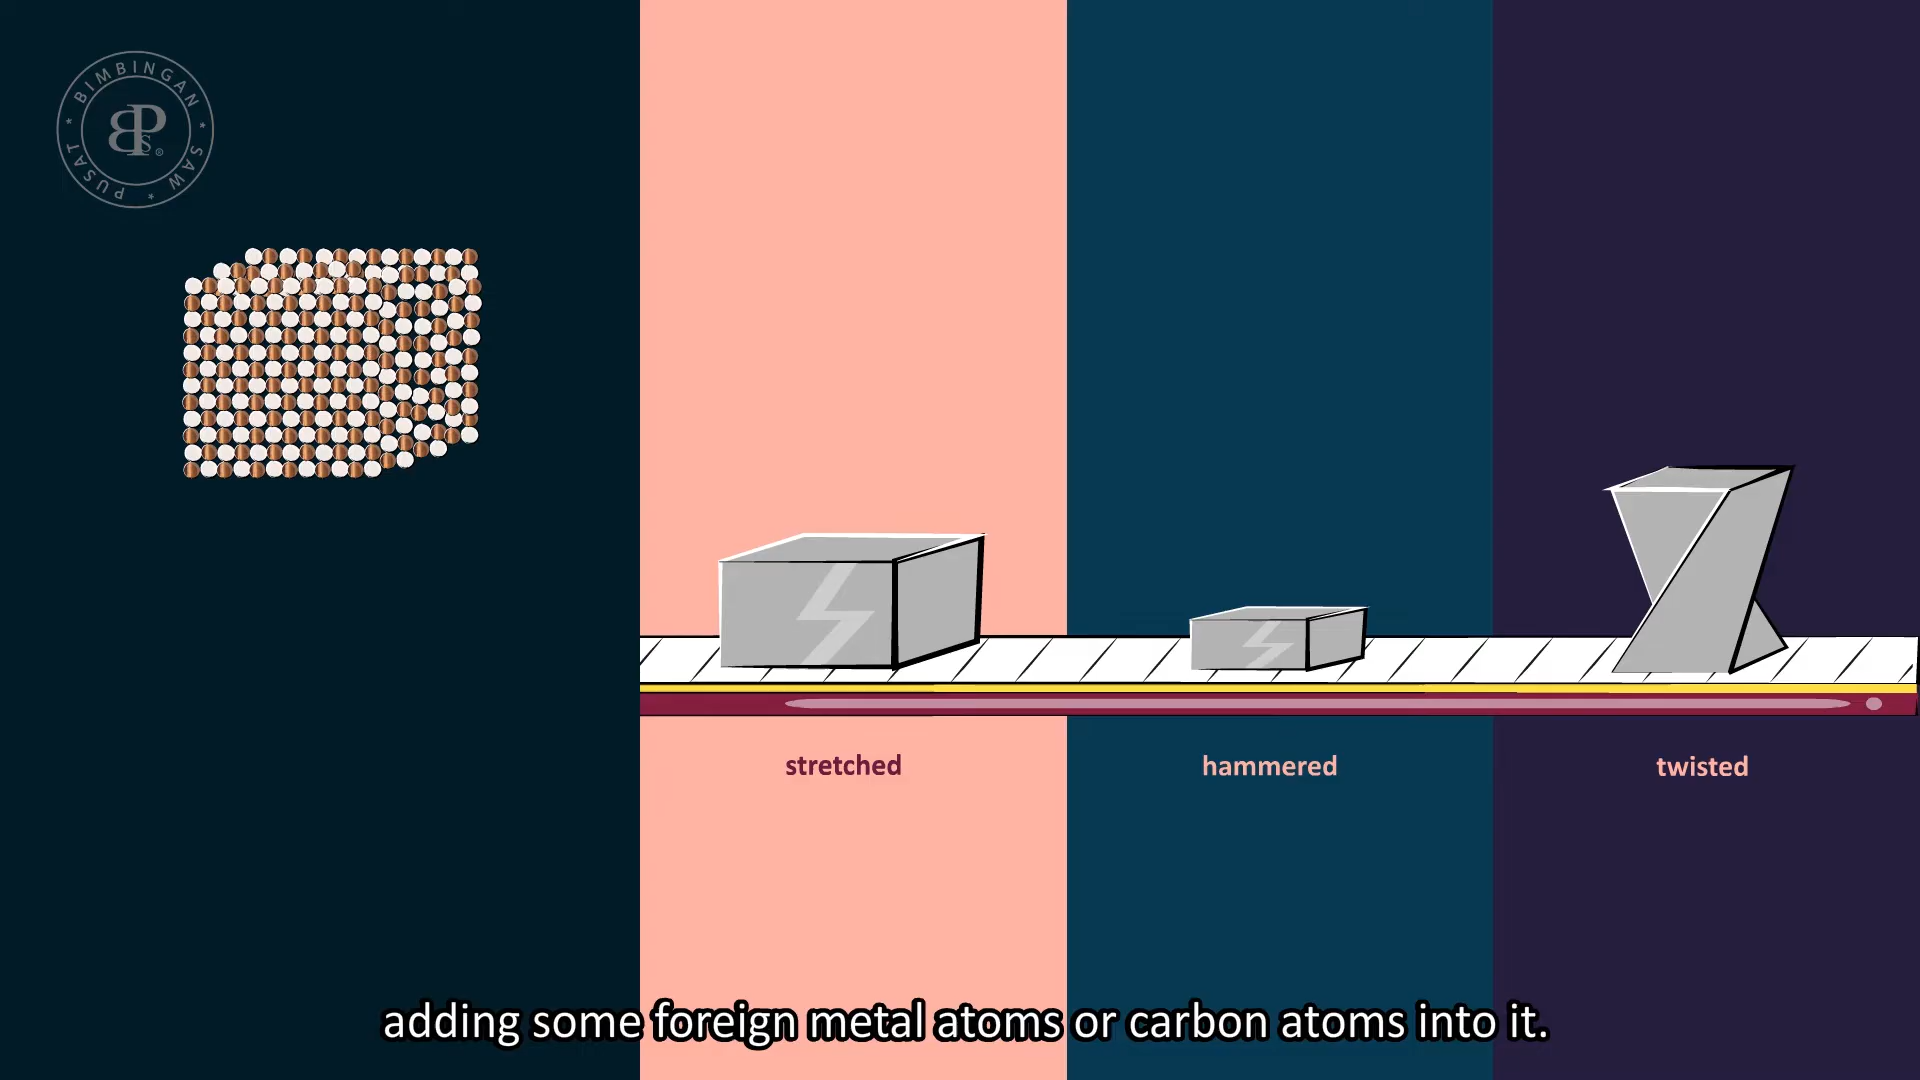 PUSAT * BIMBINGAN * SAW *
BPS®
stretched
hammered
twisted
adding some foreign metal atoms or carbon atoms into it.